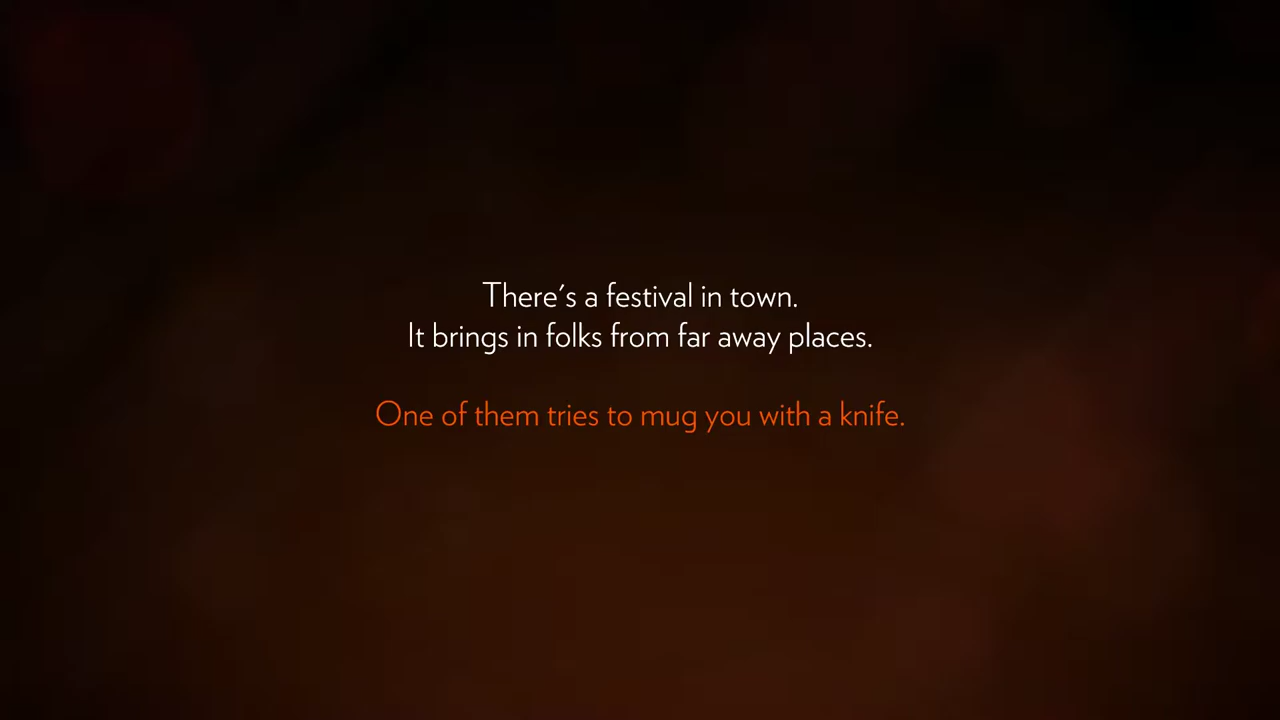 There's a festival in town.
It brings in folks from far away places.
One of them tries to mug you with a knife.